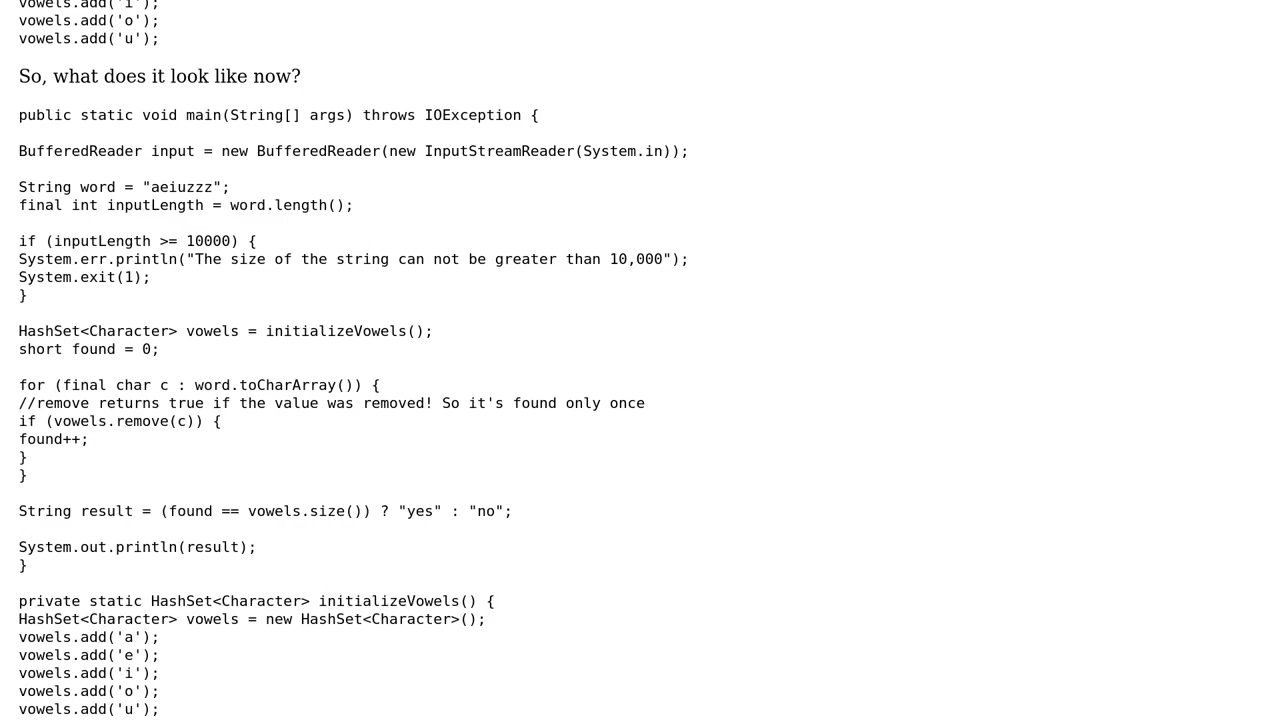 vowels.add('i');
vowels.add('o');
vowels.add('u');
So, what does it look like now?
public static void main(String[] args) throws IOException {
BufferedReader input = new BufferedReader(new InputStreamReader(System.in));
String word = "aeiuzzz";
final int inputLength = word.length();
if (inputLength >= 10000) {
System.err.println("The size of the string can not be greater than 10,000");
System.exit(1);
}
HashSet<Character> vowels = initializeVowels();
short found = 0;
for (final char c : word.toCharArray()) {
//remove returns true if the value was removed! So it's found only once
if (vowels.remove(c)) {
found++;
}
}
String result = (found == vowels.size()) ? "yes" : "no";
System.out.println(result);
}
private static HashSet<Character> initializeVowels() {
HashSet<Character> vowels = new HashSet<Character>();
vowels.add('a');
vowels.add('e');
vowels.add('i');
vowels.add('o');
vowels.add('u');